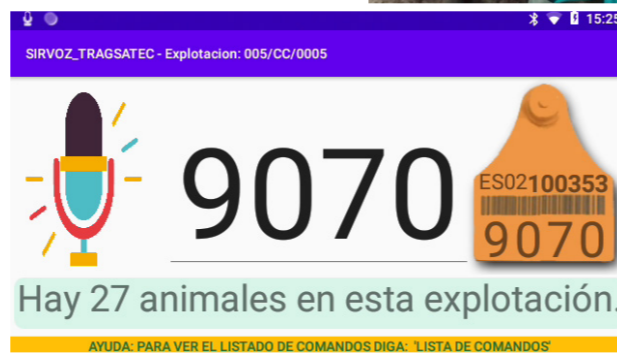 15:25
SIRVOZ_TRAGSATEC - Explotacion: 005/CC/0005
9070
ES02100353
9070
Hay 27 animales en esta explotación.
AYUDA: PARA VER EL LISTADO DE COMANDOS DIGA: 'LISTA DE COMANDOS'